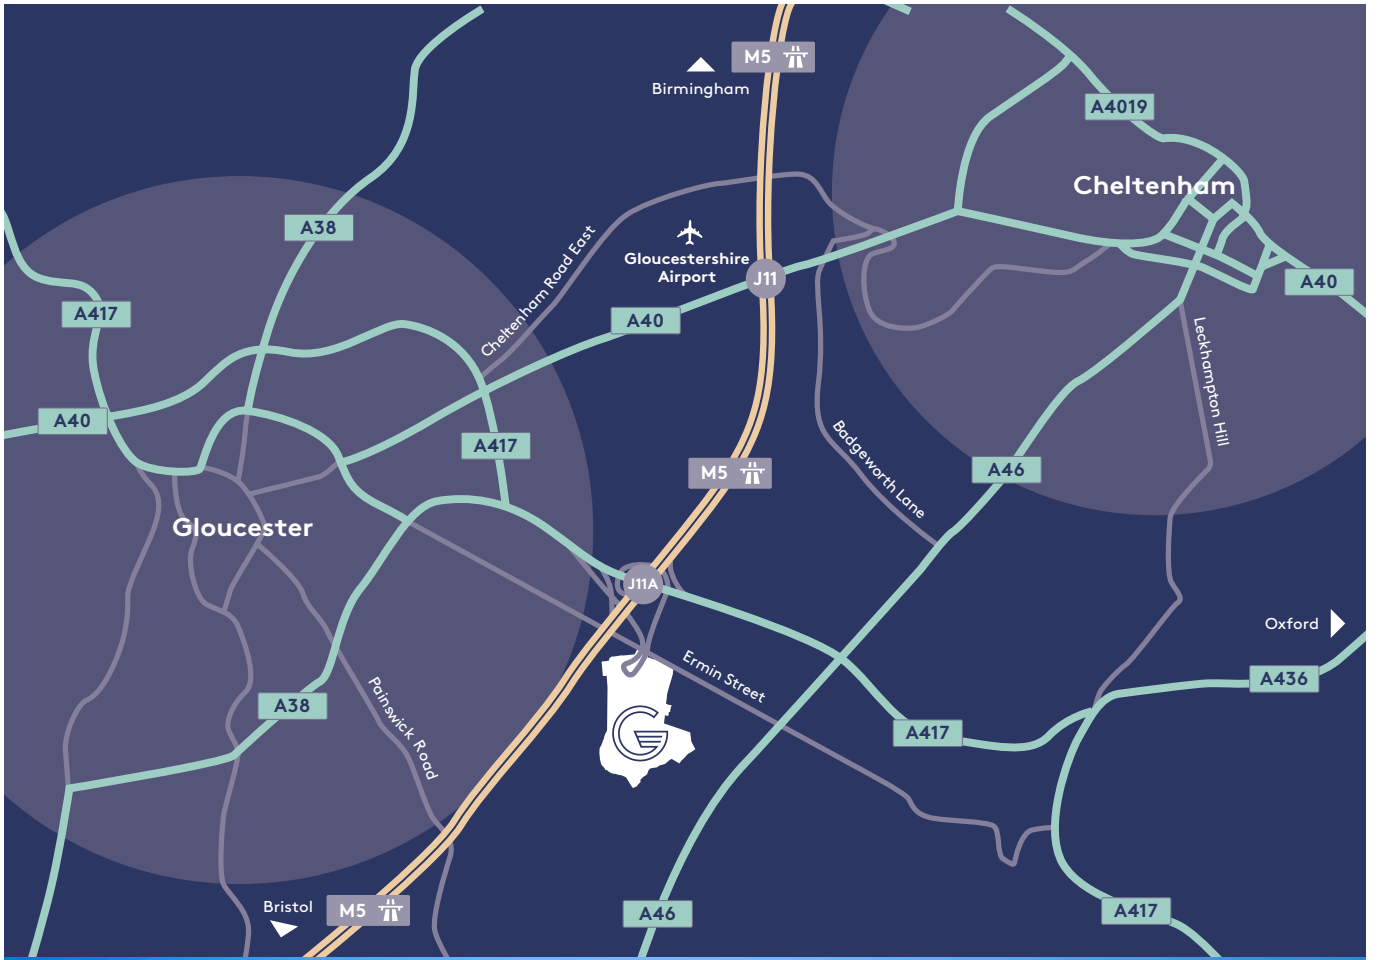 M5
Birmingham
A4019
Cheltenham
A38
Cheltenham Road East
Gloucestershire
Airport
J11
A40
A417
A40
A40
Leckhampton Hill
A417
M5
Badgeworth Lane
A46
Gloucester
J11A
Oxford
Ermin Street
A436
A38
Painswick Road
G
A417
Bristol
M5
A46
A417